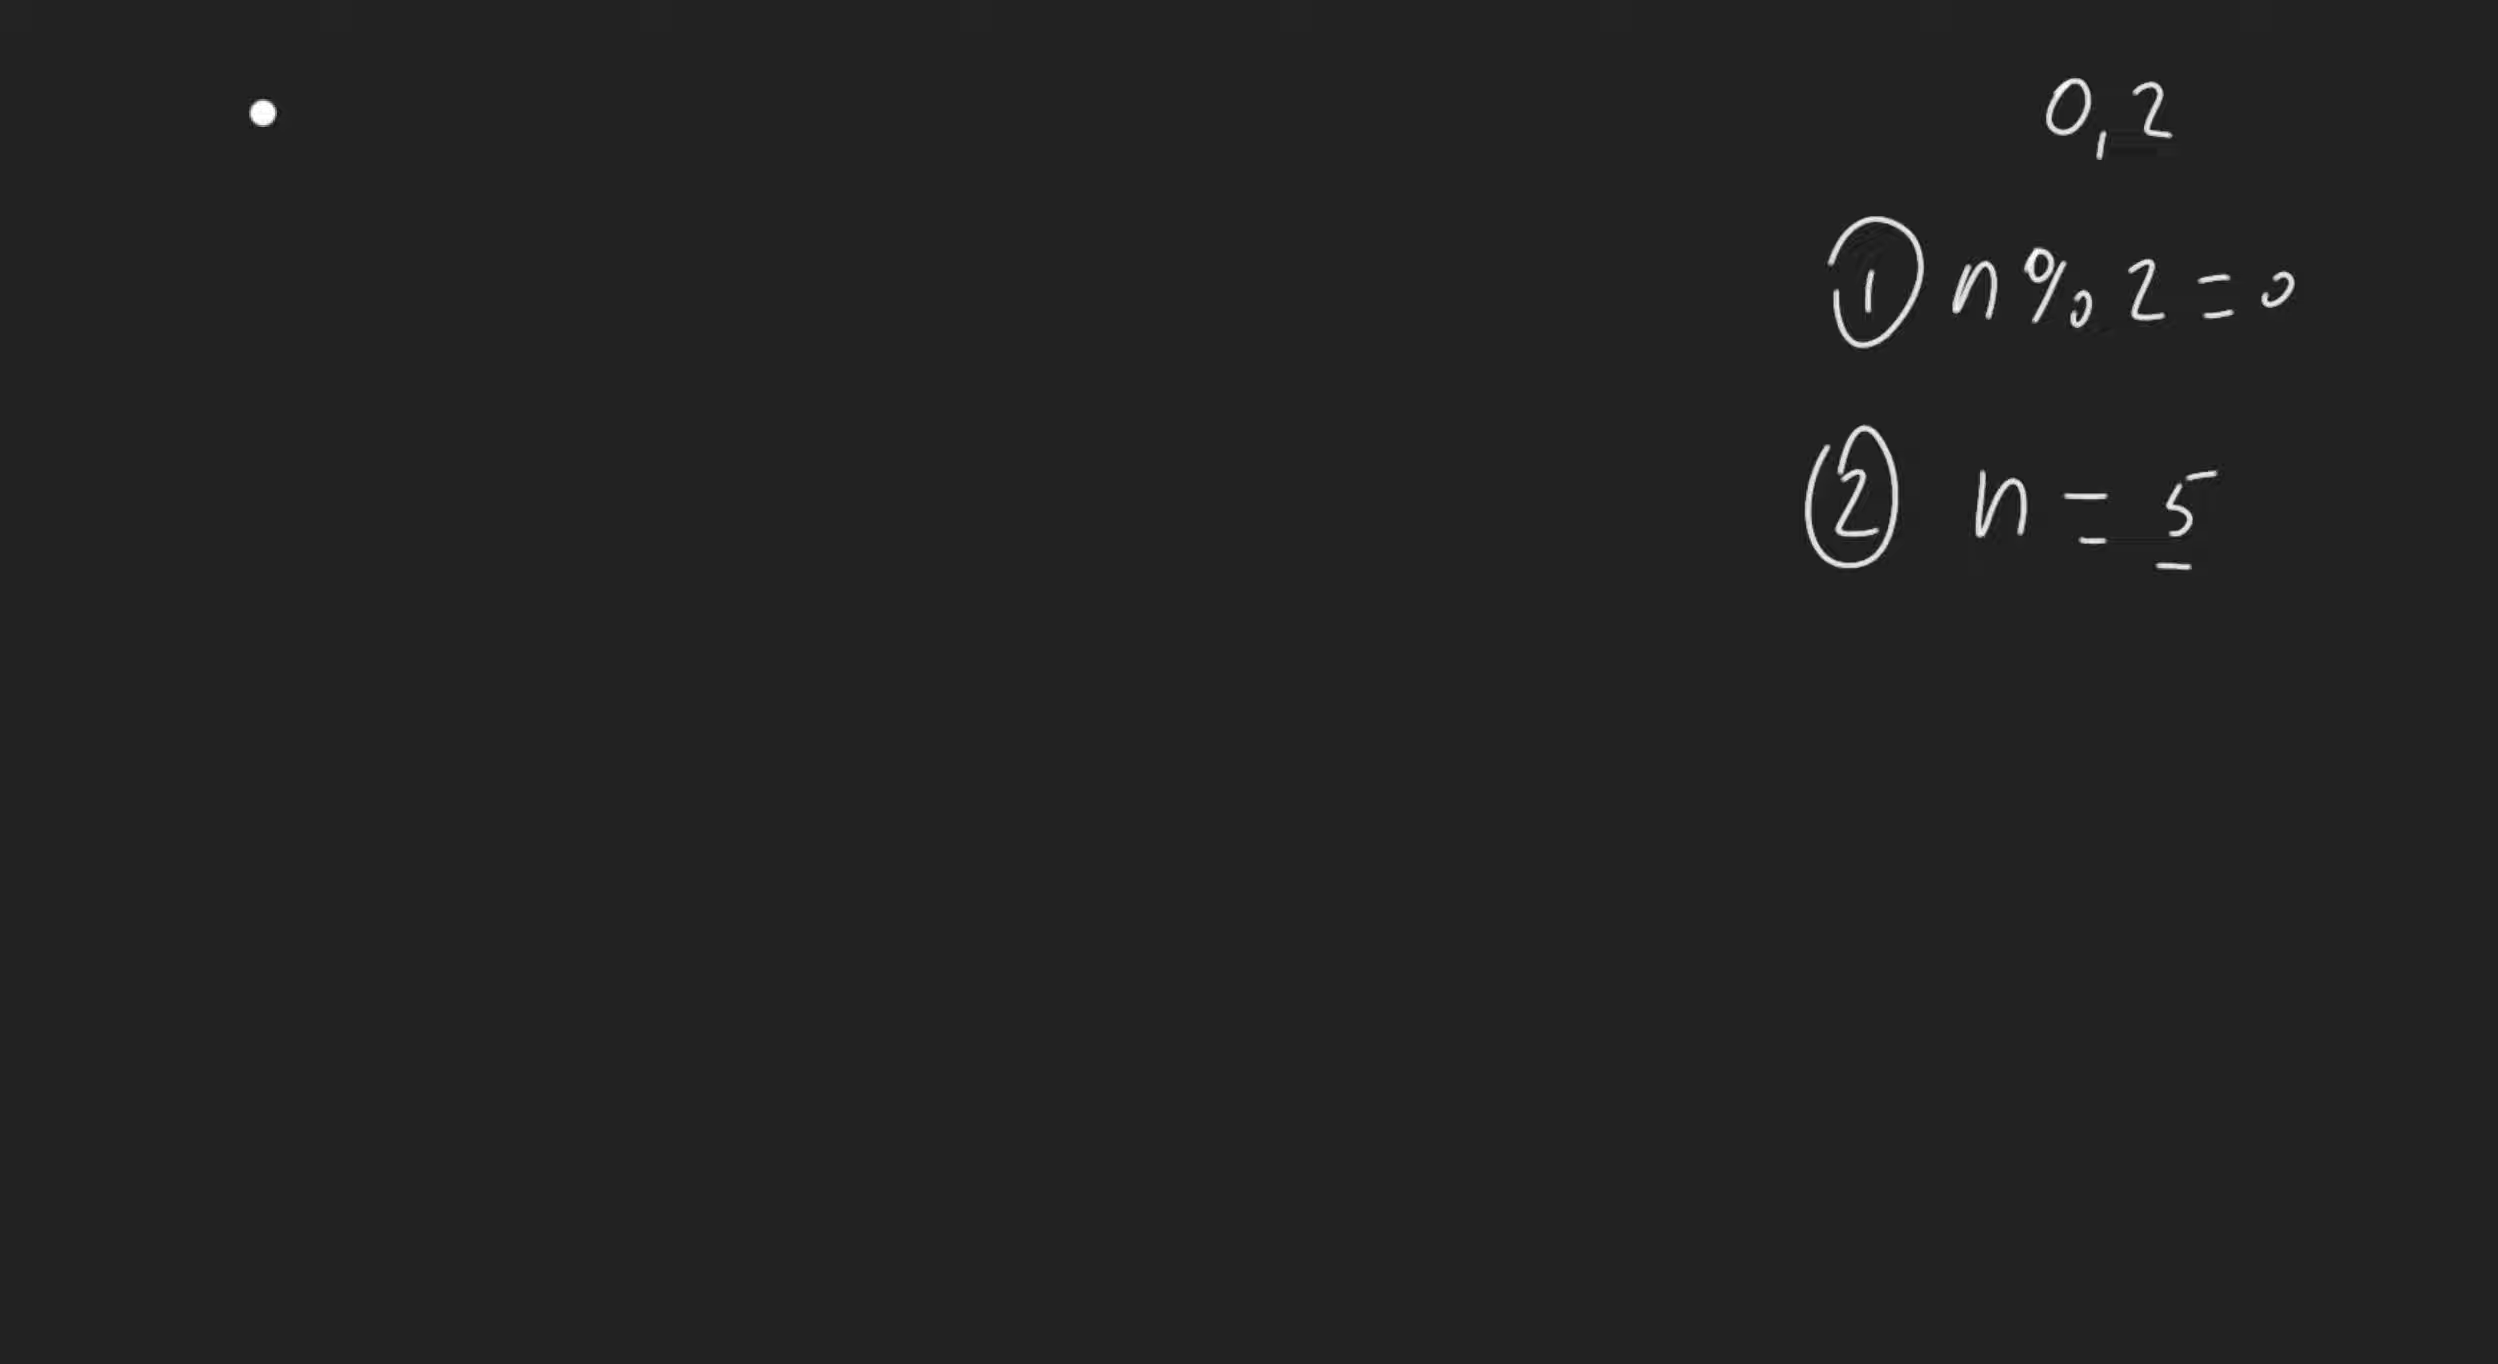 0,2
① n%2=0
② n = 5